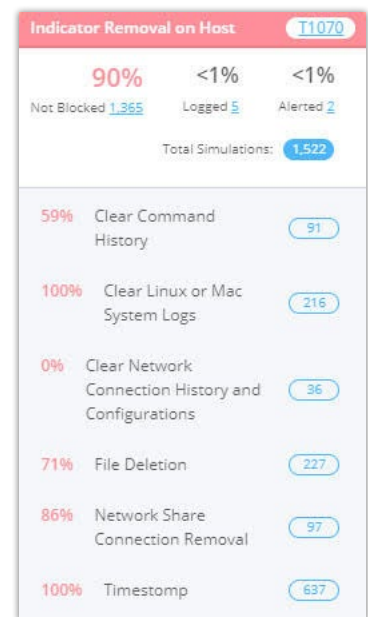 Indicator Removal on Host T1070
90% <1% <1%
Not Blocked 1,365 Logged 5 Alerted 2
Total Simulations: 1,522
59% Clear Command
History 91
100% Clear Linux or Mac
System Logs 216
0% Clear Network
Connection History and
Configurations 36
71% File Deletion 227
86% Network Share
Connection Removal 97
100% Timestomp 637